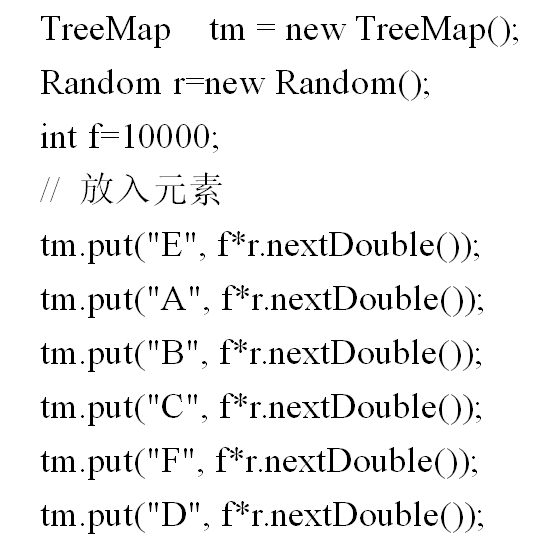 TreeMap    tm = new TreeMap();
Random r=new Random();
int f=10000;
//  放入元素
tm.put("E", f*r.nextDouble());
tm.put("A", f*r.nextDouble());
tm.put("B", f*r.nextDouble());
tm.put("C", f*r.nextDouble());
tm.put("F", f*r.nextDouble());
tm.put("D", f*r.nextDouble());